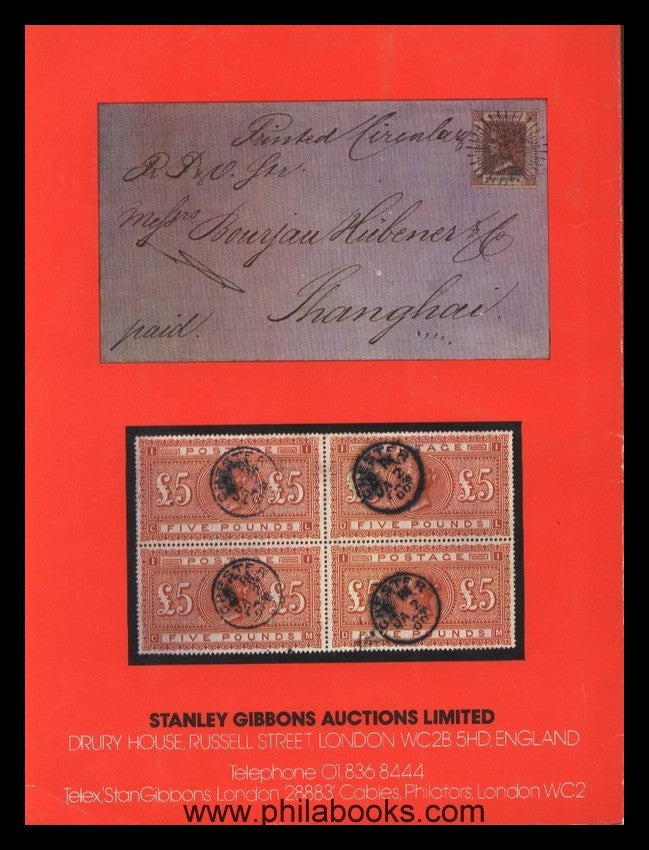 Printed Circular
Messrs Bourjau Hübener & Co
Shanghai.
paid.
I POSTAGE I
£5 £5
C FIVE POUNDS L
I POSTAGE I
£5 £5
D FIVE POUNDS L
I POSTAGE I
£5 £5
C FIVE POUNDS M
I POSTAGE I
£5 £5
D FIVE POUNDS M
CHESTER
STANLEY GIBBONS AUCTIONS LIMITED
DRURY HOUSE, RUSSELL STREET, LONDON WC2B 5HD, ENGLAND
Telephone 01.836 8444
Telex,'StanGibbons London 28883' Cables, Philators, London WC2
www.philabooks.com